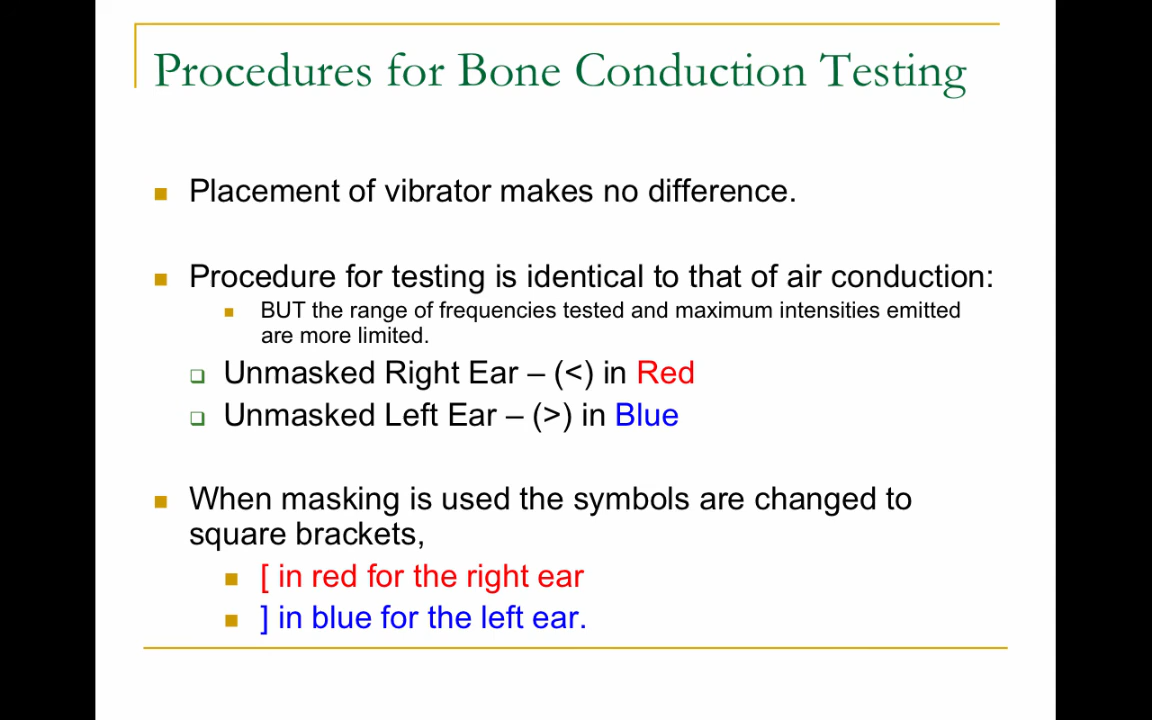 Procedures for Bone Conduction Testing
Placement of vibrator makes no difference.
Procedure for testing is identical to that of air conduction:
BUT the range of frequencies tested and maximum intensities emitted
are more limited.
Unmasked Right Ear – (<) in Red
Unmasked Left Ear – (>) in Blue
When masking is used the symbols are changed to
square brackets,
[ in red for the right ear
] in blue for the left ear.